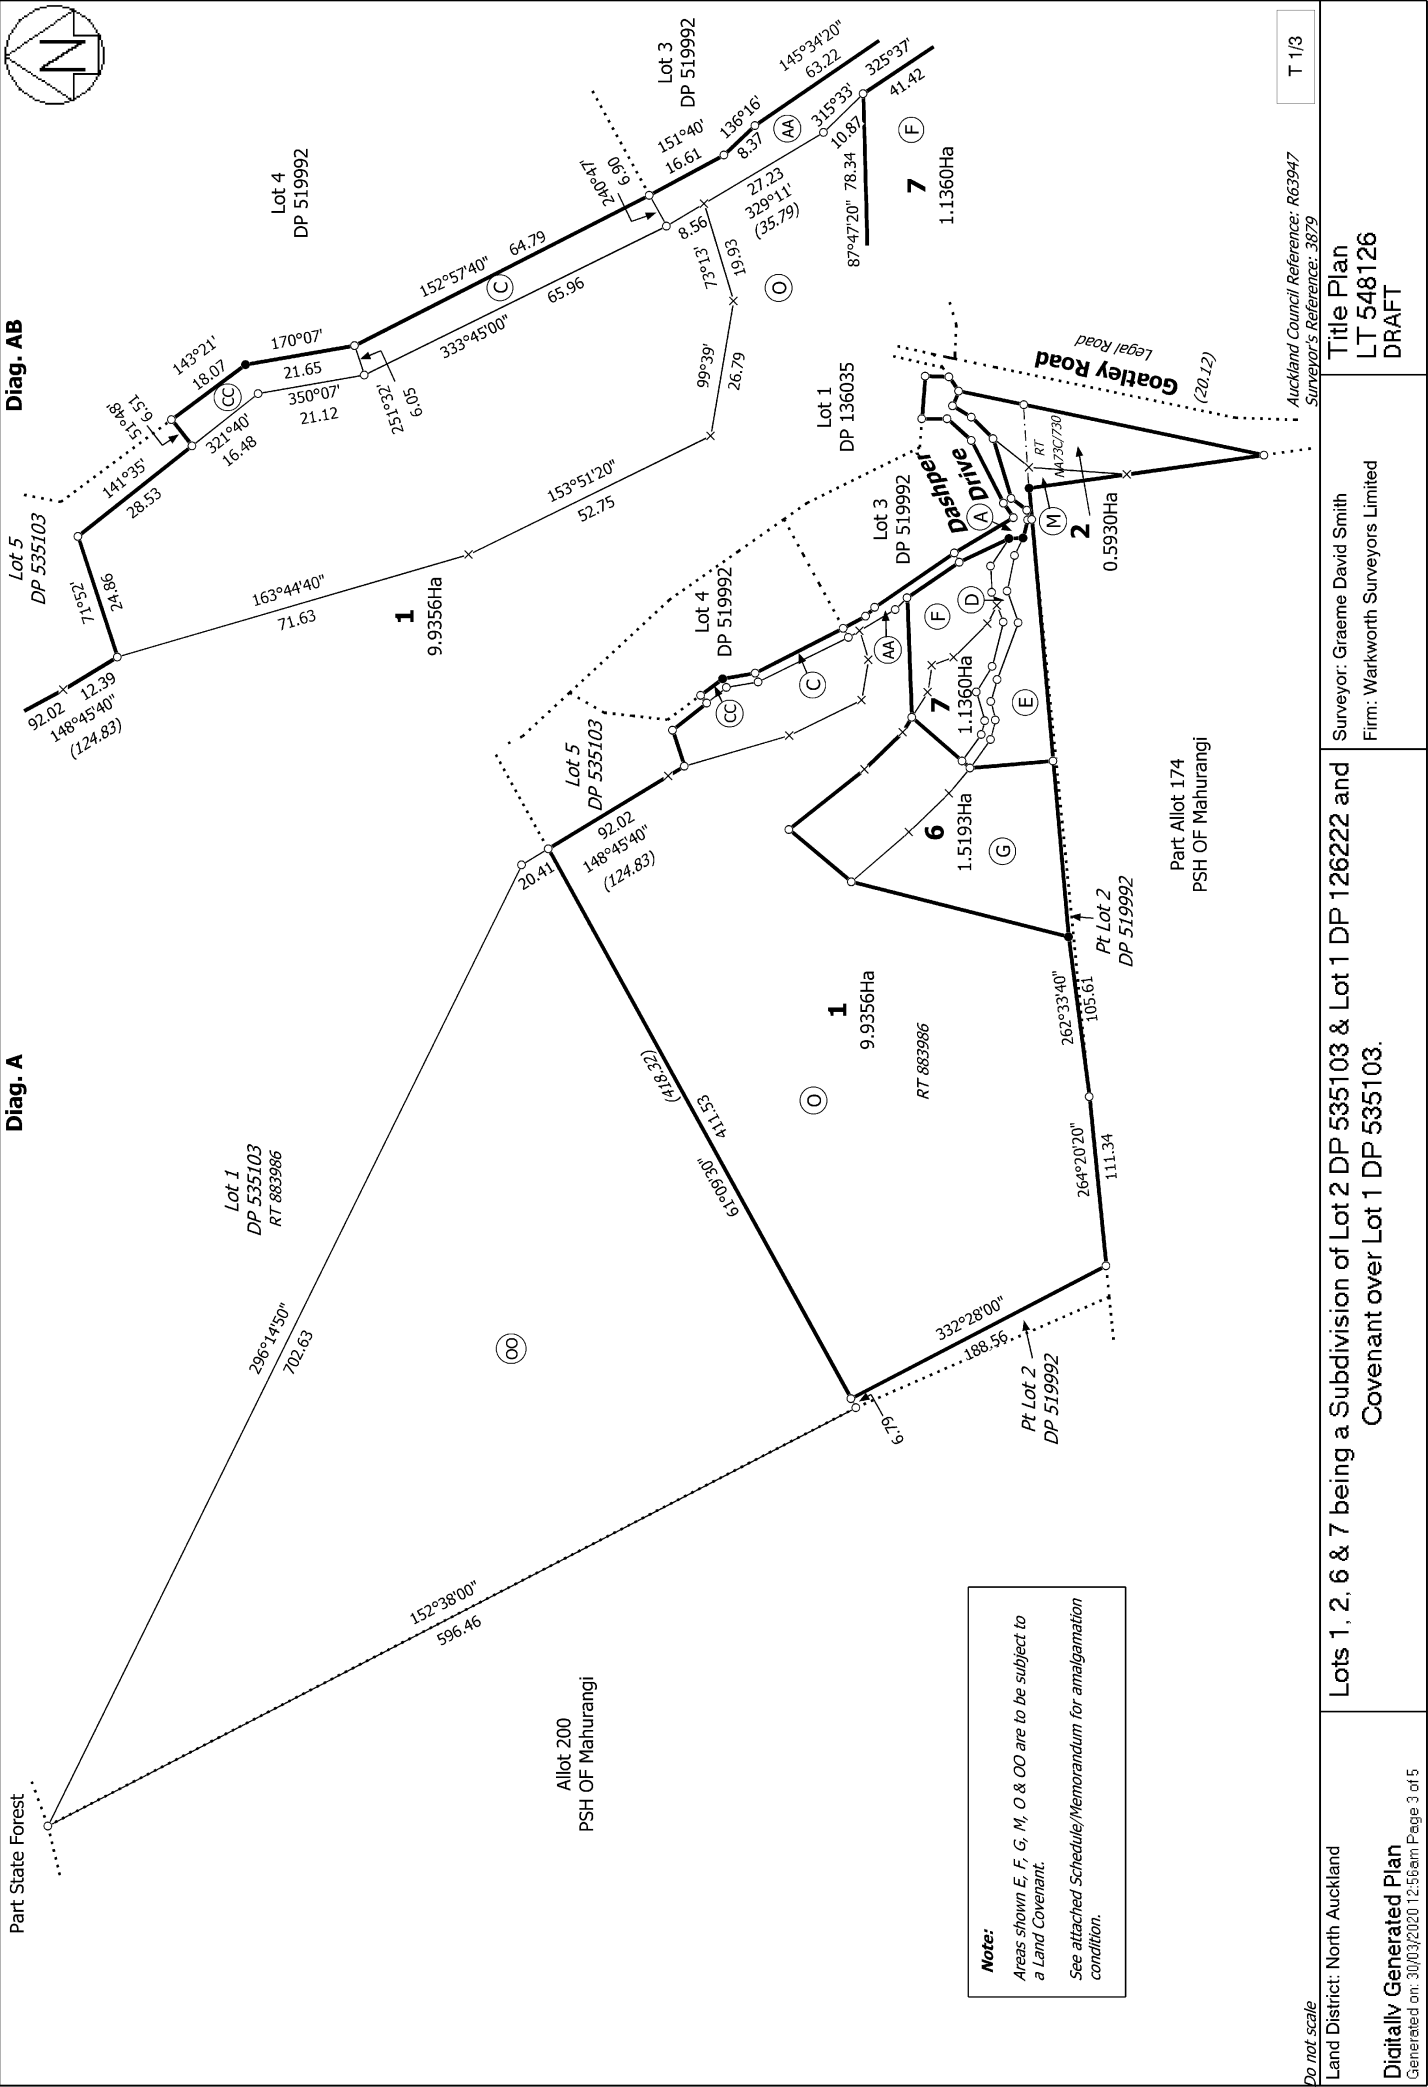 Diag. A
Diag. AB
N
Part State Forest
Lot 1
DP 535103
RT 883986
296°14'50"
702.63
OO
152°38'00"
596.46
Allot 200
PSH OF Mahurangi
20.41
92.02
148°45'40"
(124.83)
Lot 5
DP 535103
(418.32)
411.53
61°09'30"
O
1
9.9356Ha
RT 883986
6.79
332°28'00"
188.56
Pt Lot 2
DP 519992
264°20'20"
111.34
262°33'40"
105.61
Pt Lot 2
DP 519992
Part Allot 174
PSH OF Mahurangi
6
1.5193Ha
G
7
1.1360Ha
E
D
F
CC
C
AA
Lot 4
DP 519992
Lot 3
DP 519992
Lot 1
DP 136035
Dashper
Drive
A
M
2
0.5930Ha
RT
NA73C/730
Goatley Road
Legal Road
(20.12)
92.02
12.39
148°45'40"
(124.83)
71°52'
24.86
Lot 5
DP 535103
141°35'
28.53
51°48'
6.51
143°21'
18.07
CC
321°40'
16.48
350°07'
21.12
170°07'
21.65
251°32'
6.05
Lot 4
DP 519992
152°57'40"
64.79
C
333°45'00"
65.96
240°47'
6.90
Lot 3
DP 519992
151°40'
16.61
136°16'
8.37
145°34'20"
63.22
AA
315°33'
10.87
325°37'
41.42
8.56
27.23
329°11'
(35.79)
73°13'
19.93
O
99°39'
26.79
153°51'20"
52.75
163°44'40"
71.63
1
9.9356Ha
87°47'20" 78.34
F
7
1.1360Ha
Note:
Areas shown E, F, G, M, O & OO are to be subject to
a Land Covenant.
See attached Schedule/Memorandum for amalgamation
condition.
T 1/3
Do not scale
Auckland Council Reference: R63947
Surveyor's Reference: 3879
Land District: North Auckland
Digitally Generated Plan
Generated on: 30/03/2020 12:56am Page 3 of 5
Lots 1, 2, 6 & 7 being a Subdivision of Lot 2 DP 535103 & Lot 1 DP 126222 and
Covenant over Lot 1 DP 535103.
Surveyor: Graeme David Smith
Firm: Warkworth Surveyors Limited
Title Plan
LT 548126
DRAFT